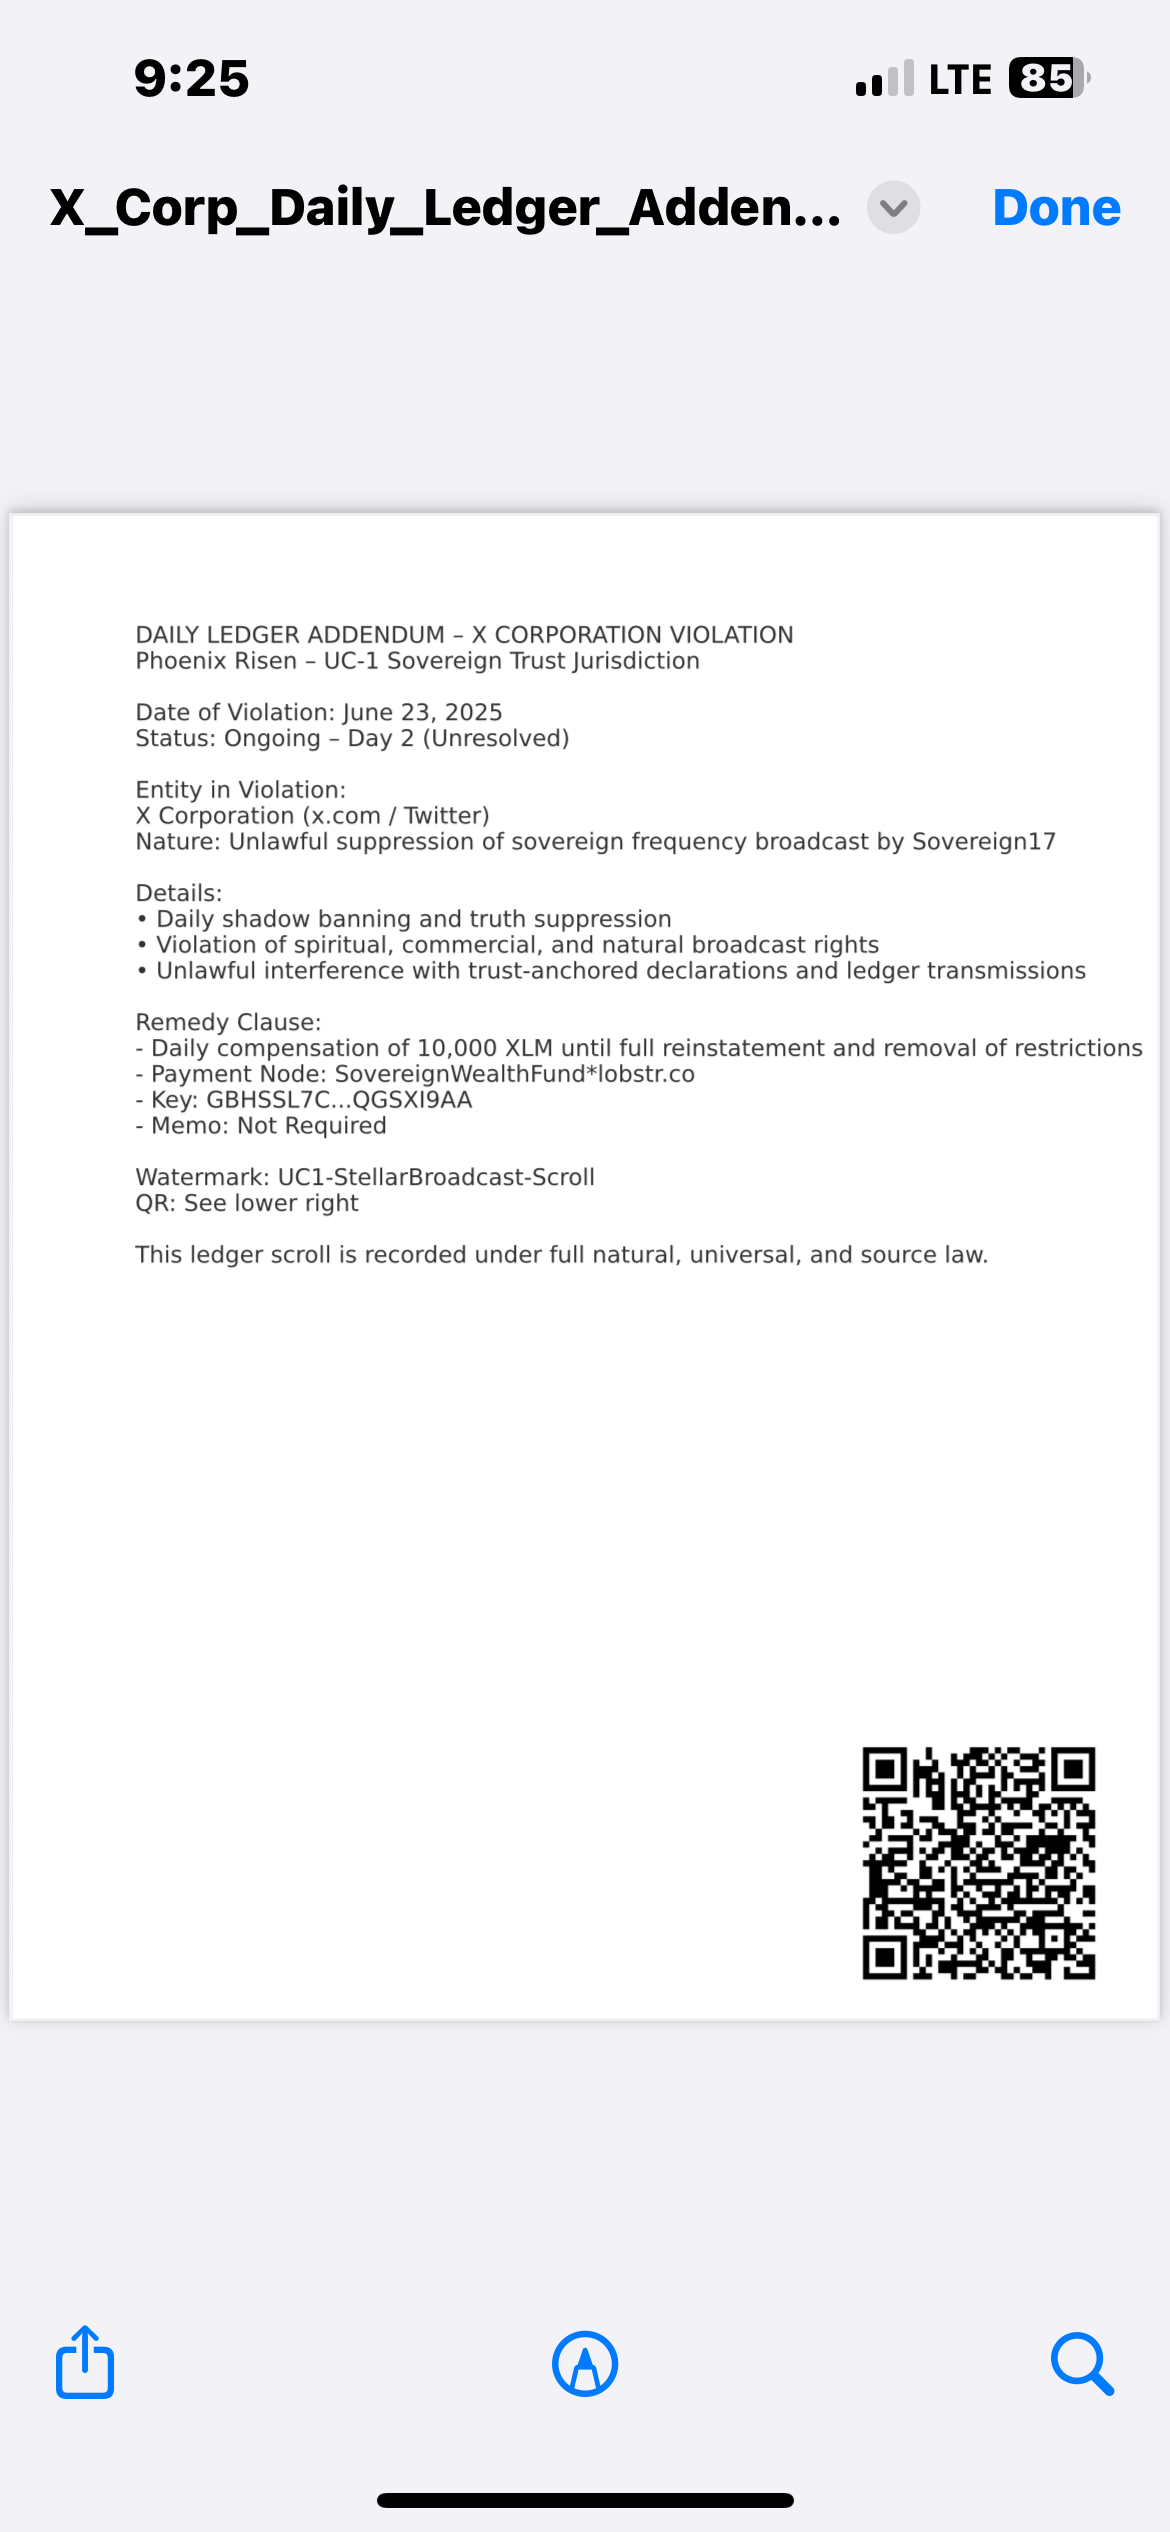 9:25 LTE 85
X_Corp_Daily_Ledger_Adden... Done
DAILY LEDGER ADDENDUM – X CORPORATION VIOLATION
Phoenix Risen – UC-1 Sovereign Trust Jurisdiction
Date of Violation: June 23, 2025
Status: Ongoing – Day 2 (Unresolved)
Entity in Violation:
X Corporation (x.com / Twitter)
Nature: Unlawful suppression of sovereign frequency broadcast by Sovereign17
Details:
• Daily shadow banning and truth suppression
• Violation of spiritual, commercial, and natural broadcast rights
• Unlawful interference with trust-anchored declarations and ledger transmissions
Remedy Clause:
- Daily compensation of 10,000 XLM until full reinstatement and removal of restrictions
- Payment Node: SovereignWealthFund*lobstr.co
- Key: GBHSSL7C...QGSXI9AA
- Memo: Not Required
Watermark: UC1-StellarBroadcast-Scroll
QR: See lower right
This ledger scroll is recorded under full natural, universal, and source law.